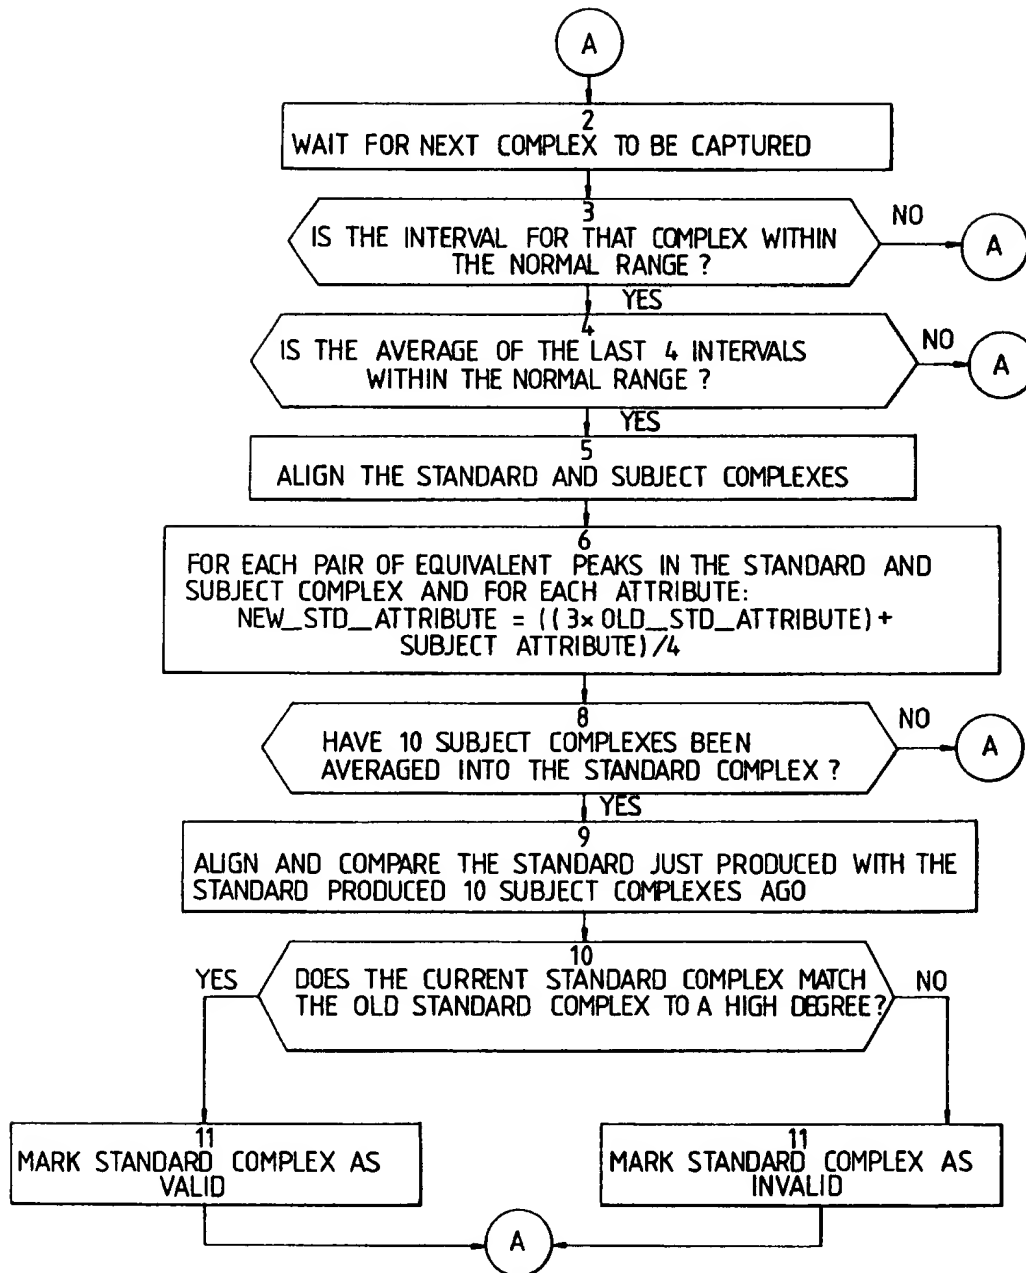 A
2
WAIT FOR NEXT COMPLEX TO BE CAPTURED
3
IS THE INTERVAL FOR THAT COMPLEX WITHIN
THE NORMAL RANGE ?
NO
A
YES
4
IS THE AVERAGE OF THE LAST 4 INTERVALS
WITHIN THE NORMAL RANGE ?
NO
A
YES
5
ALIGN THE STANDARD AND SUBJECT COMPLEXES
6
FOR EACH PAIR OF EQUIVALENT PEAKS IN THE STANDARD AND
SUBJECT COMPLEX AND FOR EACH ATTRIBUTE:
NEW__STD__ATTRIBUTE = ((3× OLD__STD__ATTRIBUTE) +
SUBJECT ATTRIBUTE)/4
8
HAVE 10 SUBJECT COMPLEXES BEEN
AVERAGED INTO THE STANDARD COMPLEX ?
NO
A
YES
9
ALIGN AND COMPARE THE STANDARD JUST PRODUCED WITH THE
STANDARD PRODUCED 10 SUBJECT COMPLEXES AGO
10
DOES THE CURRENT STANDARD COMPLEX MATCH
THE OLD STANDARD COMPLEX TO A HIGH DEGREE?
YES
NO
11
MARK STANDARD COMPLEX AS
VALID
11
MARK STANDARD COMPLEX AS
INVALID
A